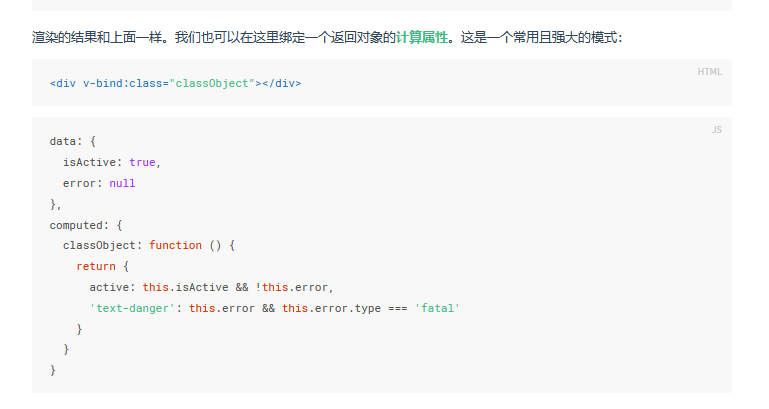 渲染的结果和上面一样。我们也可以在这里绑定一个返回对象的计算属性。这是一个常用且强大的模式：
HTML
<div v-bind:class="classObject"></div>
JS
data: {
  isActive: true,
  error: null
},
computed: {
  classObject: function () {
    return {
      active: this.isActive && !this.error,
      'text-danger': this.error && this.error.type === 'fatal'
    }
  }
}